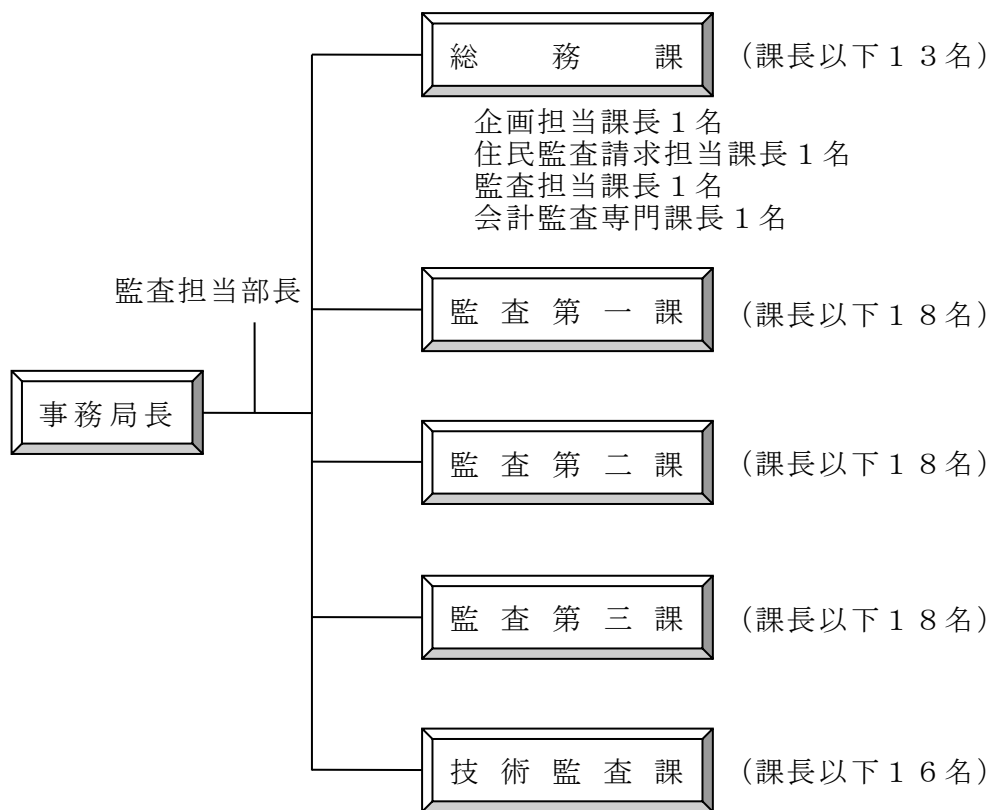 総務課 (課長以下13名)
企画担当課長1名
住民監査請求担当課長1名
監査担当課長1名
会計監査専門課長1名
監査担当部長
監査第一課 (課長以下18名)
事務局長
監査第二課 (課長以下18名)
監査第三課 (課長以下18名)
技術監査課 (課長以下16名)